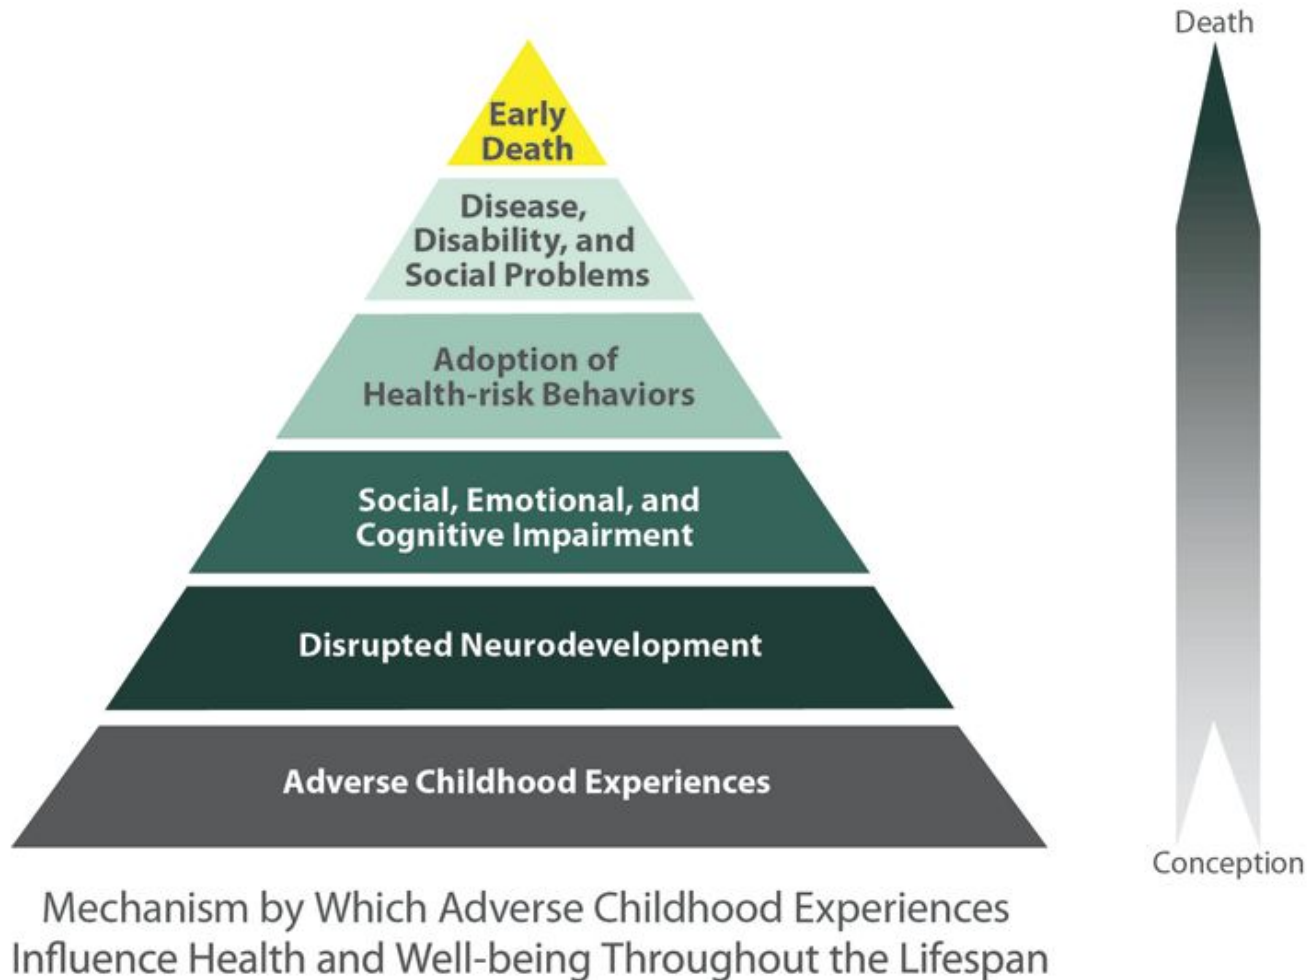 Death
Early
Death
Disease,
Disability, and
Social Problems
Adoption of
Health-risk Behaviors
Social, Emotional, and
Cognitive Impairment
Disrupted Neurodevelopment
Adverse Childhood Experiences
Conception
Mechanism by Which Adverse Childhood Experiences
Influence Health and Well-being Throughout the Lifespan